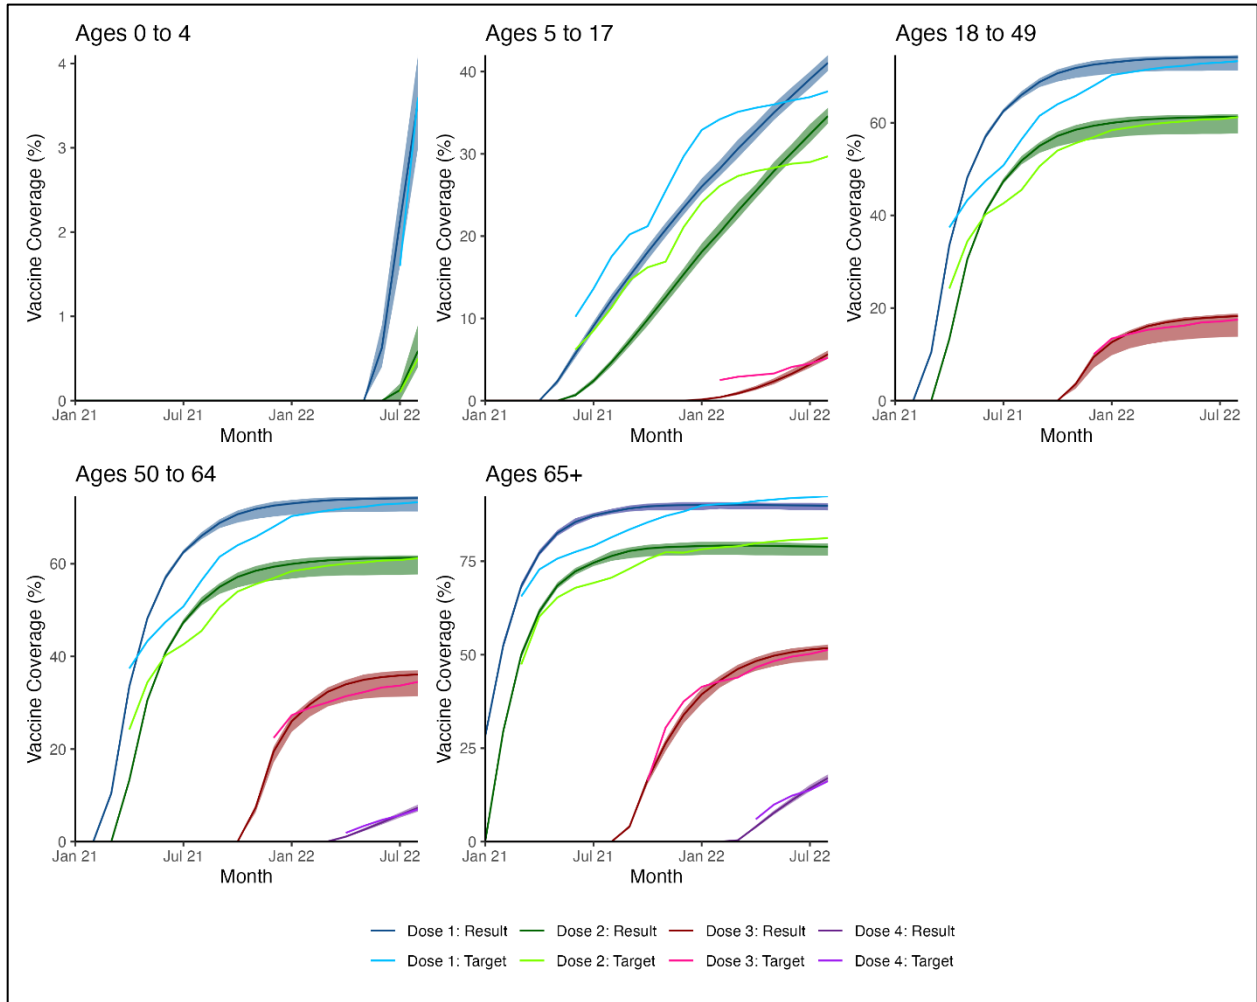 Ages 0 to 4
Vaccine Coverage (%)
4
3
2
1
0
Jan 21 Jul 21 Jan 22 Jul 22
Month
Ages 5 to 17
Vaccine Coverage (%)
40
30
20
10
0
Jan 21 Jul 21 Jan 22 Jul 22
Month
Ages 18 to 49
Vaccine Coverage (%)
60
40
20
0
Jan 21 Jul 21 Jan 22 Jul 22
Month
Ages 50 to 64
Vaccine Coverage (%)
60
40
20
0
Jan 21 Jul 21 Jan 22 Jul 22
Month
Ages 65+
Vaccine Coverage (%)
75
50
25
0
Jan 21 Jul 21 Jan 22 Jul 22
Month
Dose 1: Result Dose 2: Result Dose 3: Result Dose 4: Result
Dose 1: Target Dose 2: Target Dose 3: Target Dose 4: Target